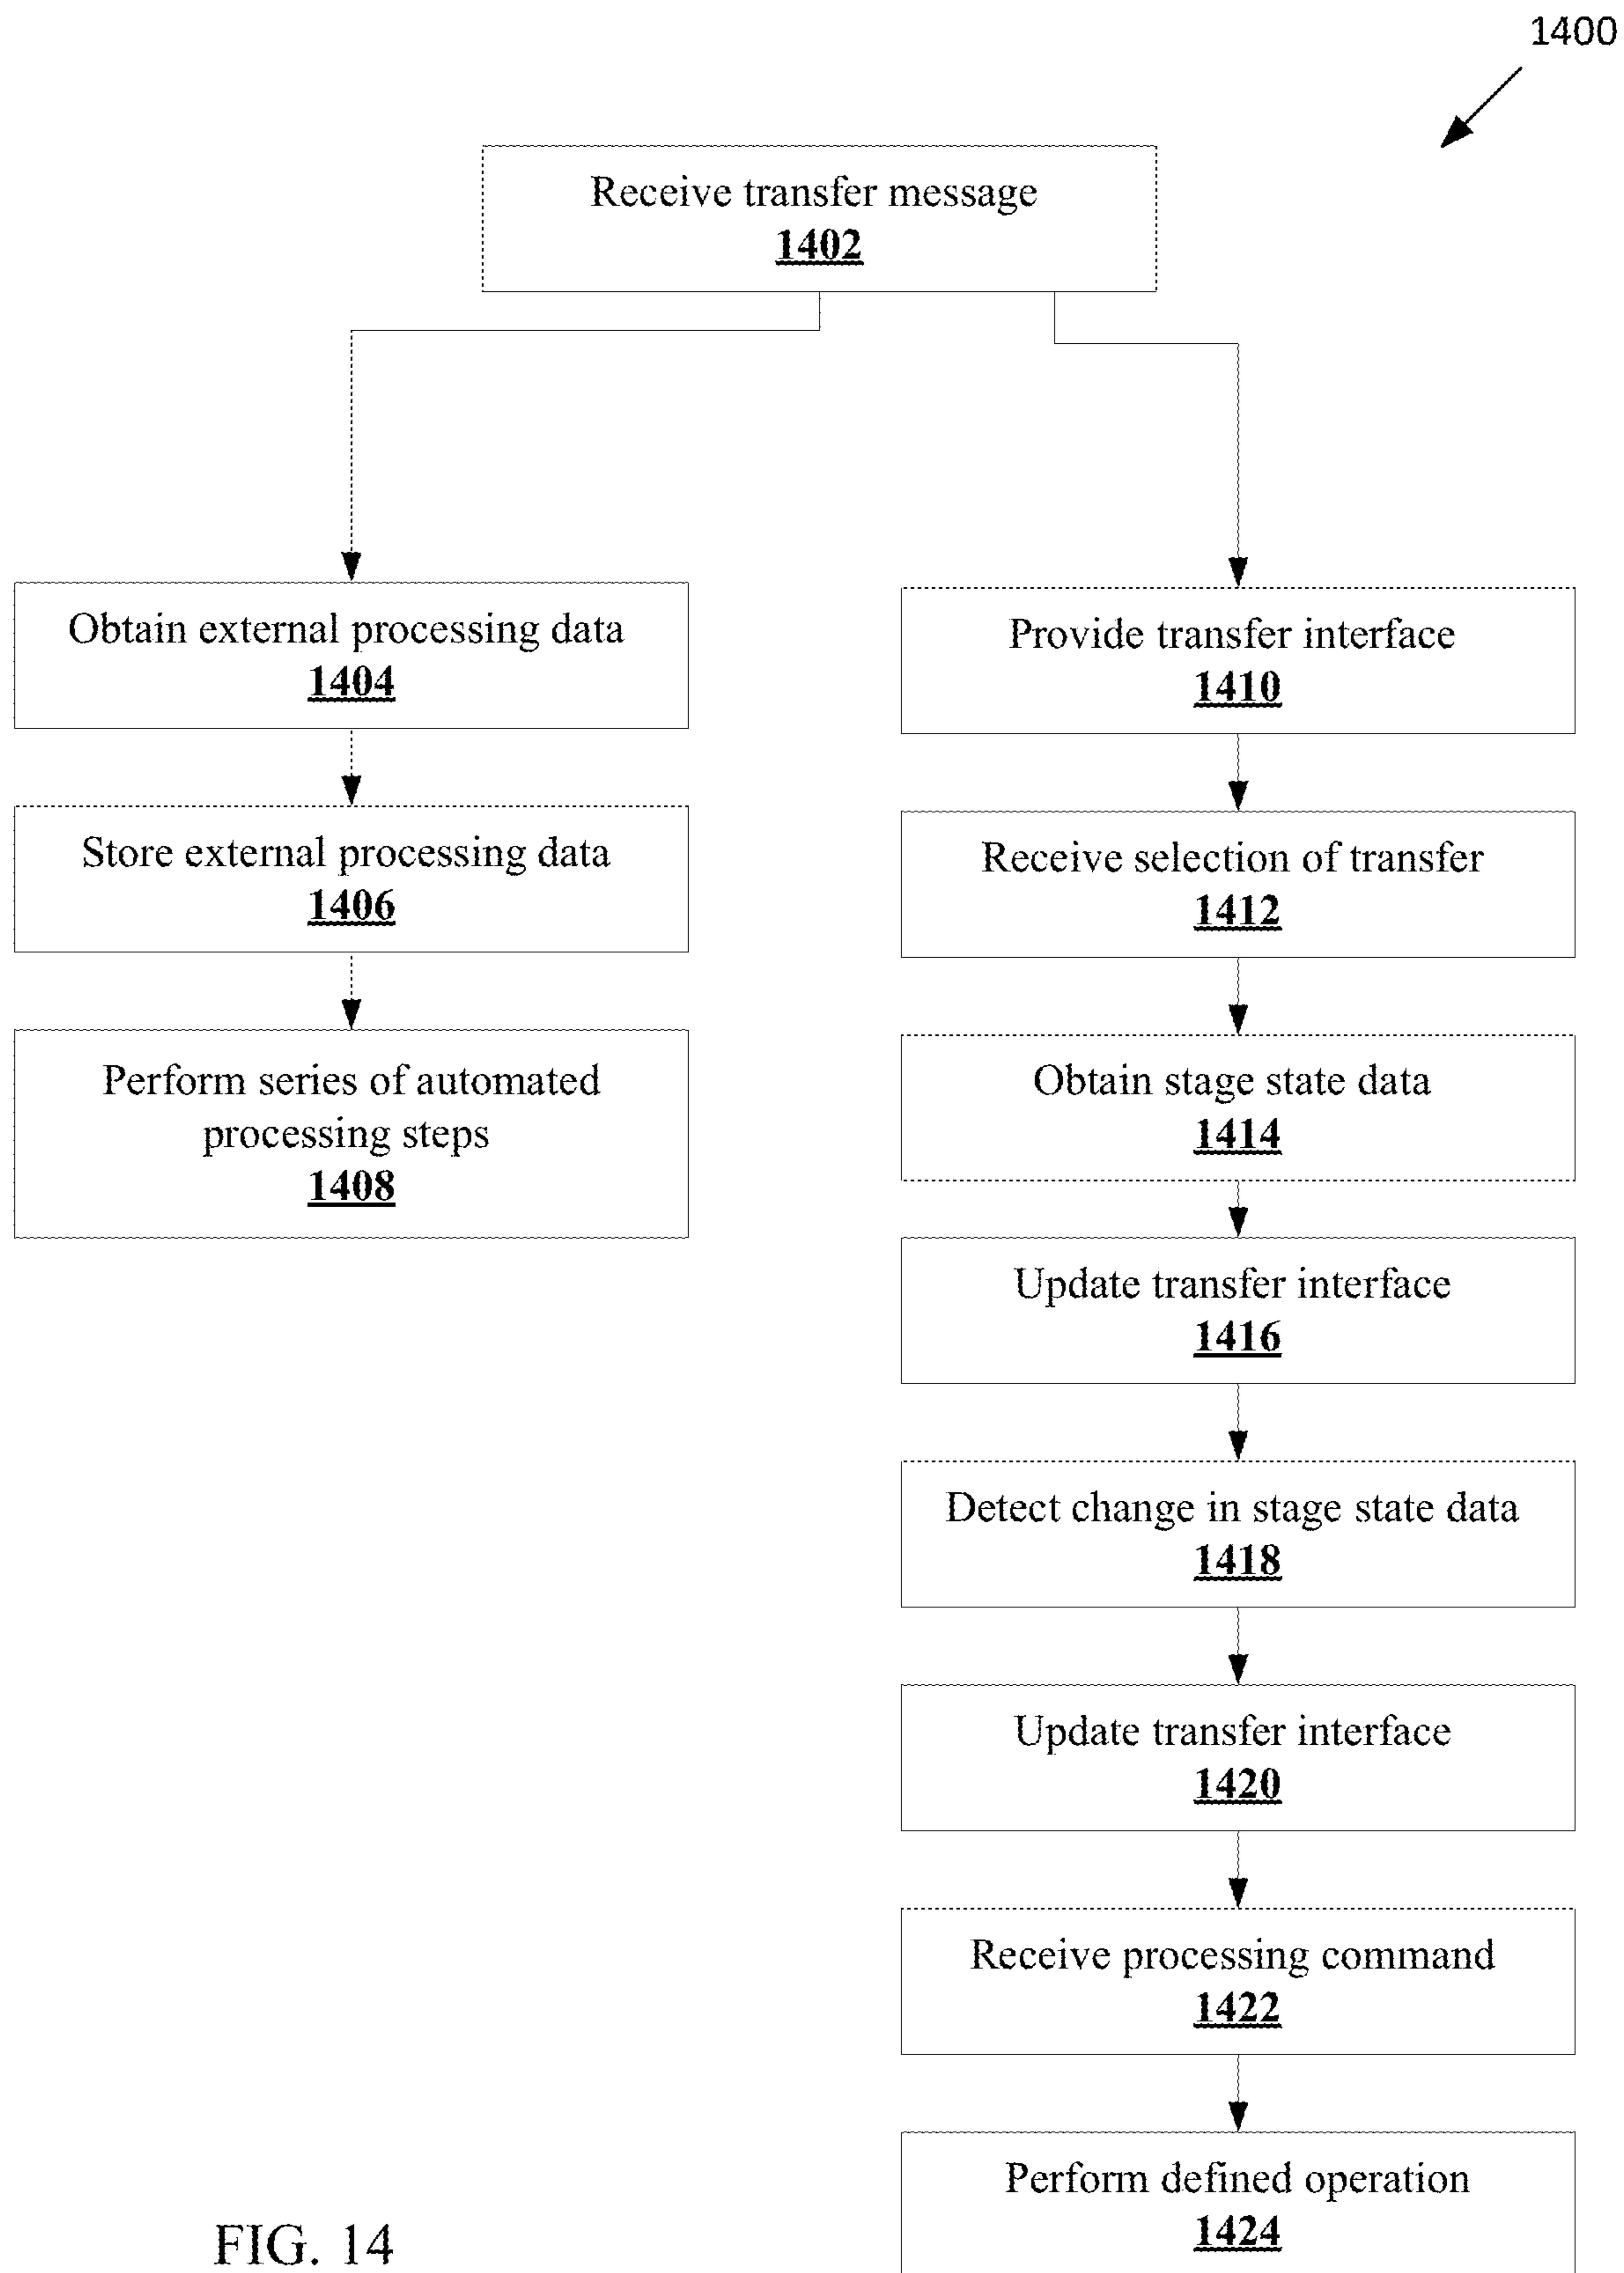 1400
Receive transfer message
1402
Obtain external processing data
1404
Store external processing data
1406
Perform series of automated
processing steps
1408
Provide transfer interface
1410
Receive selection of transfer
1412
Obtain stage state data
1414
Update transfer interface
1416
Detect change in stage state data
1418
Update transfer interface
1420
Receive processing command
1422
Perform defined operation
1424
FIG. 14